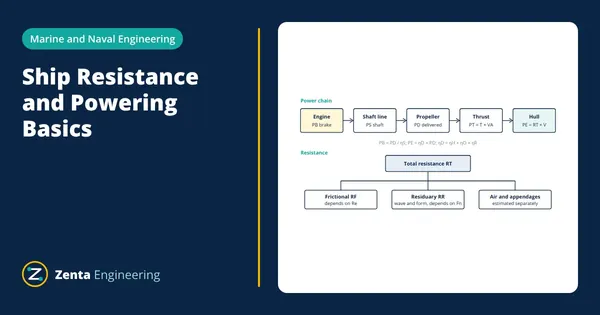 Marine and Naval Engineering
Ship Resistance
and Powering
Basics
Zenta Engineering
Power chain
Engine
PB brake
Shaft line
PS shaft
Propeller
PD delivered
Thrust
PT = T × VA
Hull
PE = RT × V
Resistance
Total resistance RT
Frictional RF
depends on Re
Residuary RR
wave and form, depends on Fn
Air and appendages
estimated separately